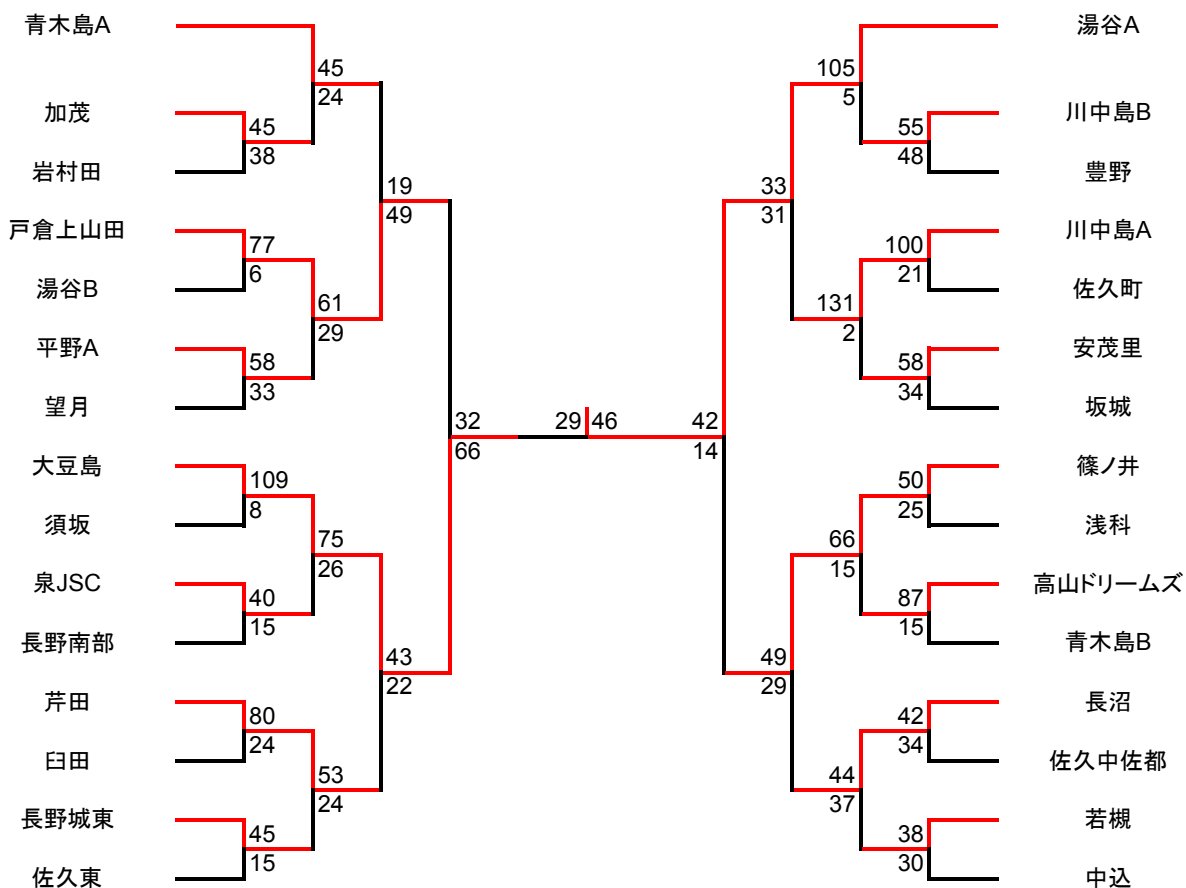 青木島A
湯谷A
45
105
24
5
加茂
川中島B
45
55
38
48
岩村田
豊野
19
33
49
31
戸倉上山田
川中島A
77
100
6
21
湯谷B
佐久町
61
131
29
2
平野A
安茂里
58
58
33
34
望月
坂城
32
29
46
42
66
14
大豆島
篠ノ井
109
50
8
25
須坂
浅科
75
66
26
15
泉JSC
高山ドリームズ
40
87
15
15
長野南部
青木島B
43
49
22
29
芹田
長沼
80
42
24
34
臼田
佐久中佐都
53
44
24
37
長野城東
若槻
45
38
15
30
佐久東
中込